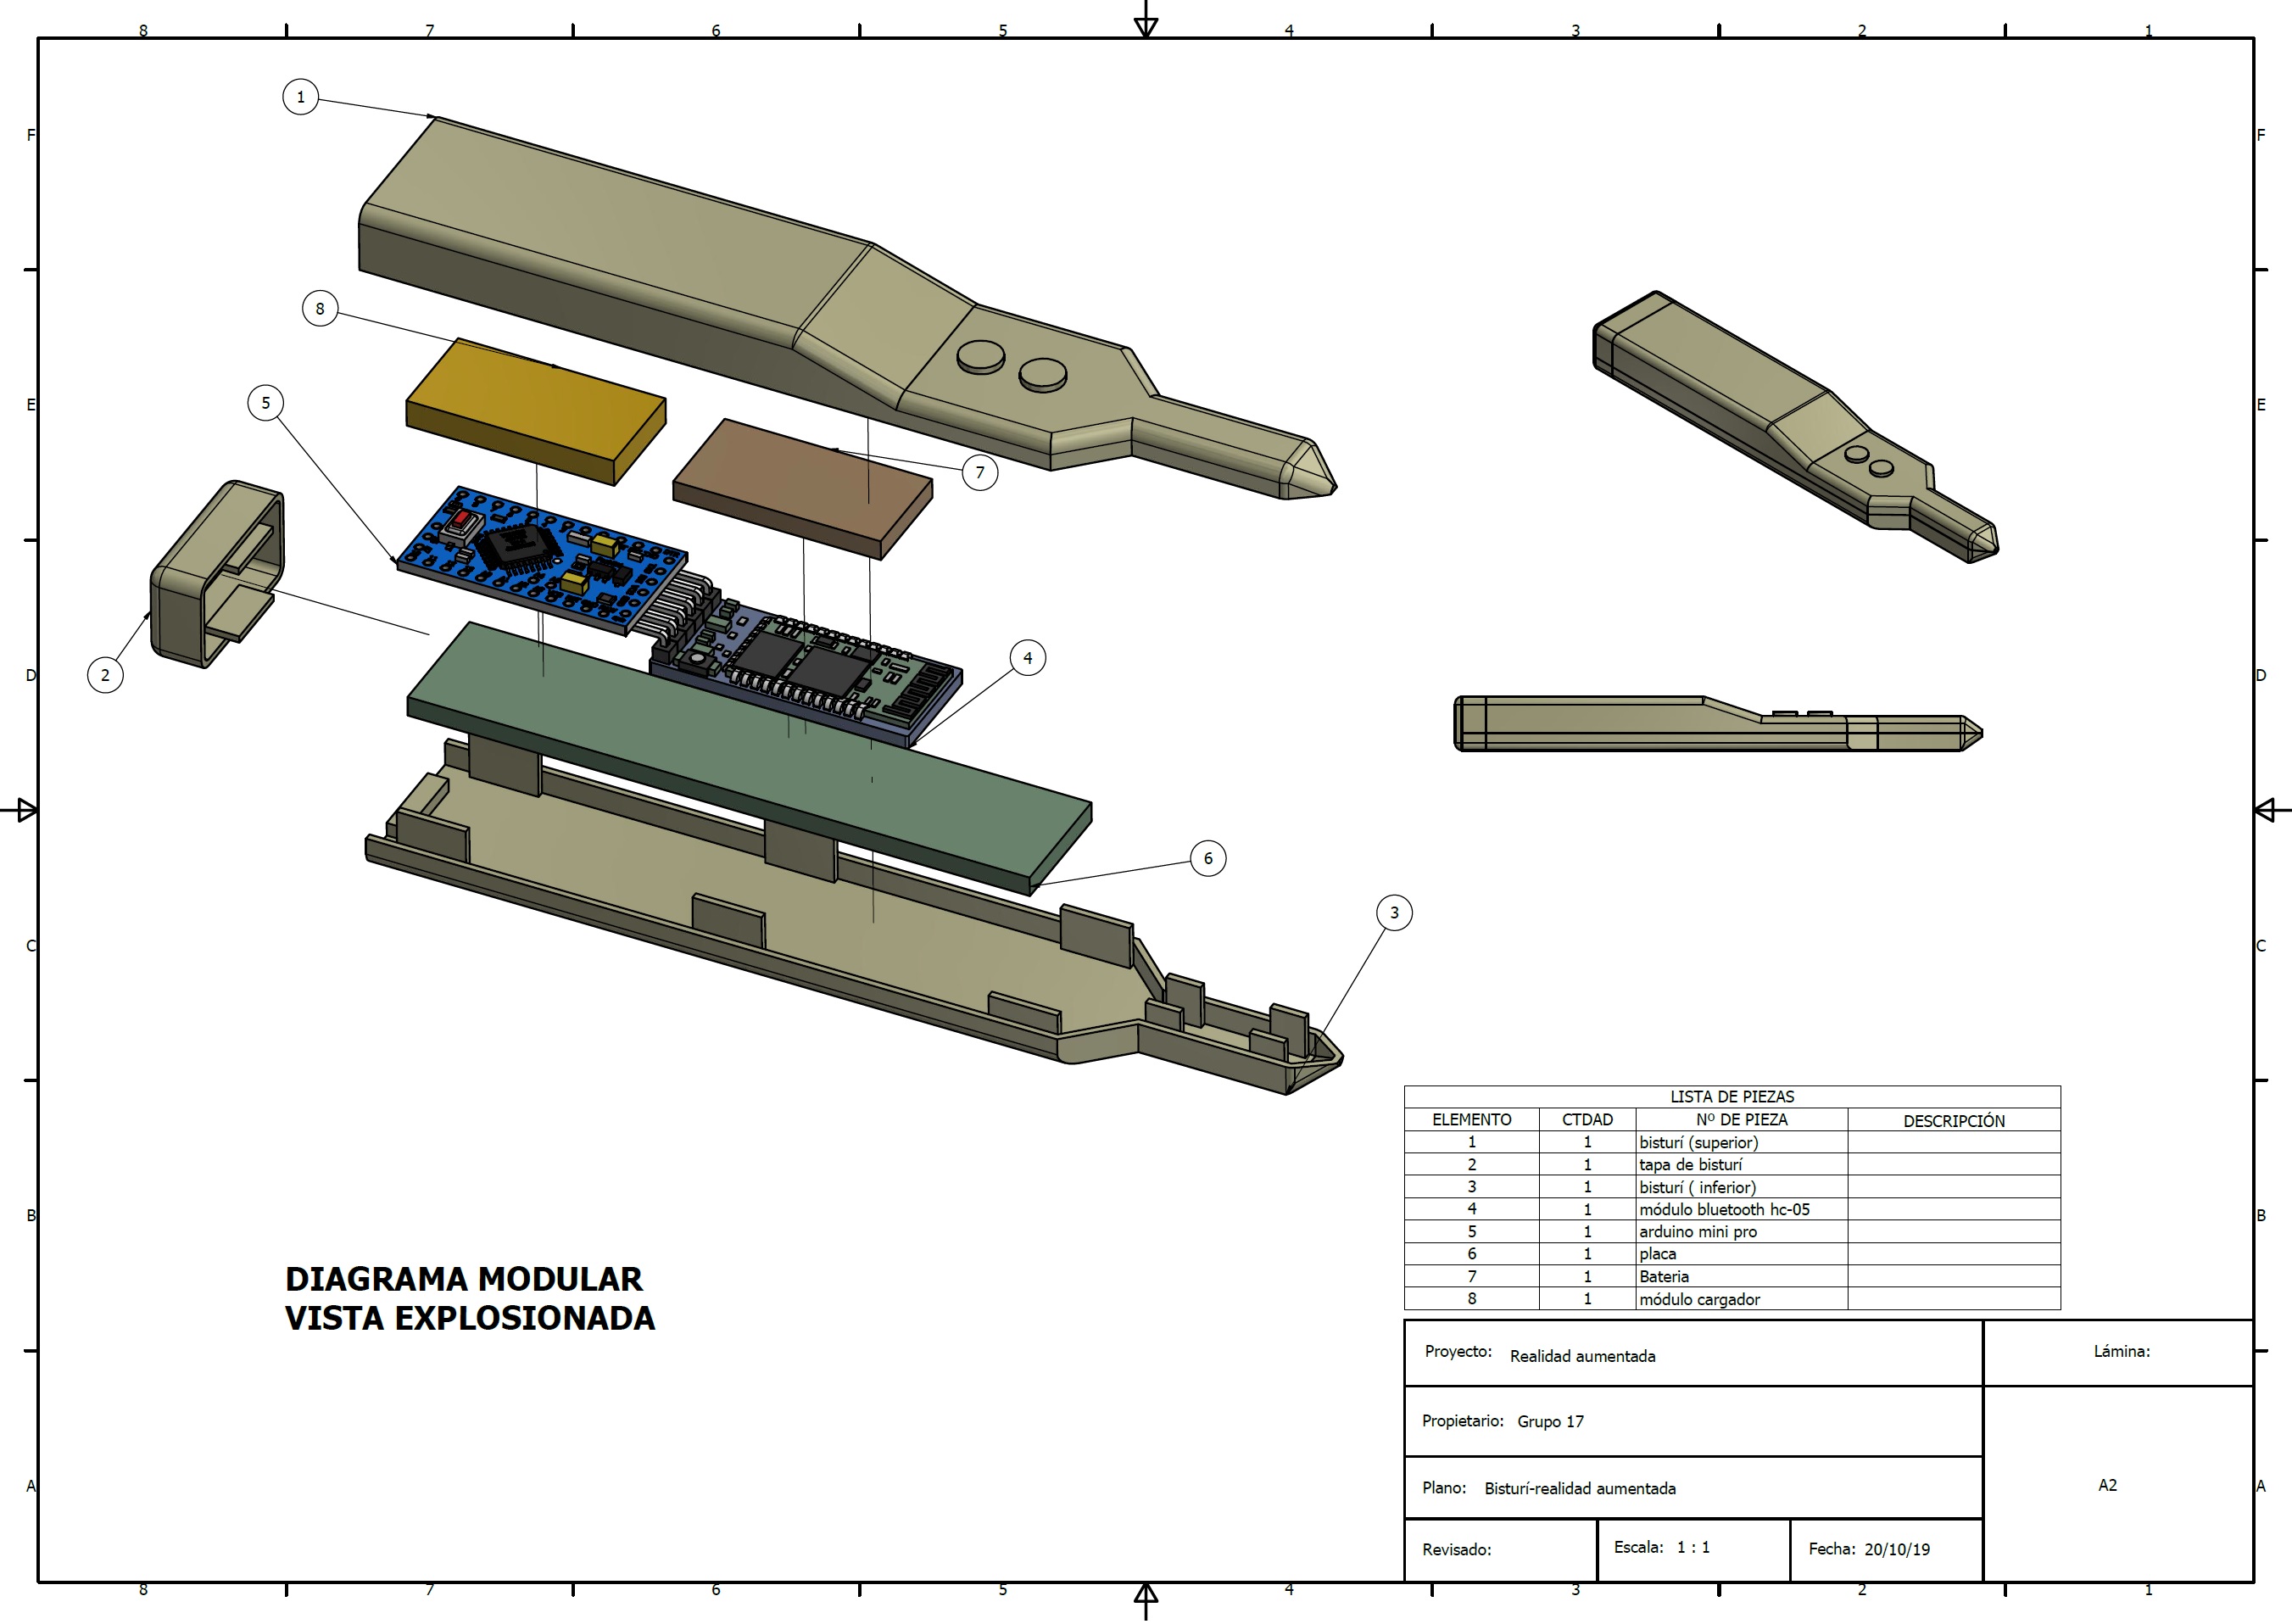 8 7 6 5 4 3 2 1
F F
E E
D D
C C
B B
A A
1
8
5
7
2
4
6
3
LISTA DE PIEZAS
ELEMENTO CTDAD Nº DE PIEZA DESCRIPCIÓN
1 1 bisturí (superior)
2 1 tapa de bisturí
3 1 bisturí ( inferior)
4 1 módulo bluetooth hc-05
5 1 arduino mini pro
6 1 placa
7 1 Bateria
8 1 módulo cargador
DIAGRAMA MODULAR
VISTA EXPLOSIONADA
Proyecto: Realidad aumentada
Lámina:
Propietario: Grupo 17
Plano: Bisturí-realidad aumentada
A2
Revisado:
Escala: 1 : 1
Fecha: 20/10/19
8 7 6 5 4 3 2 1